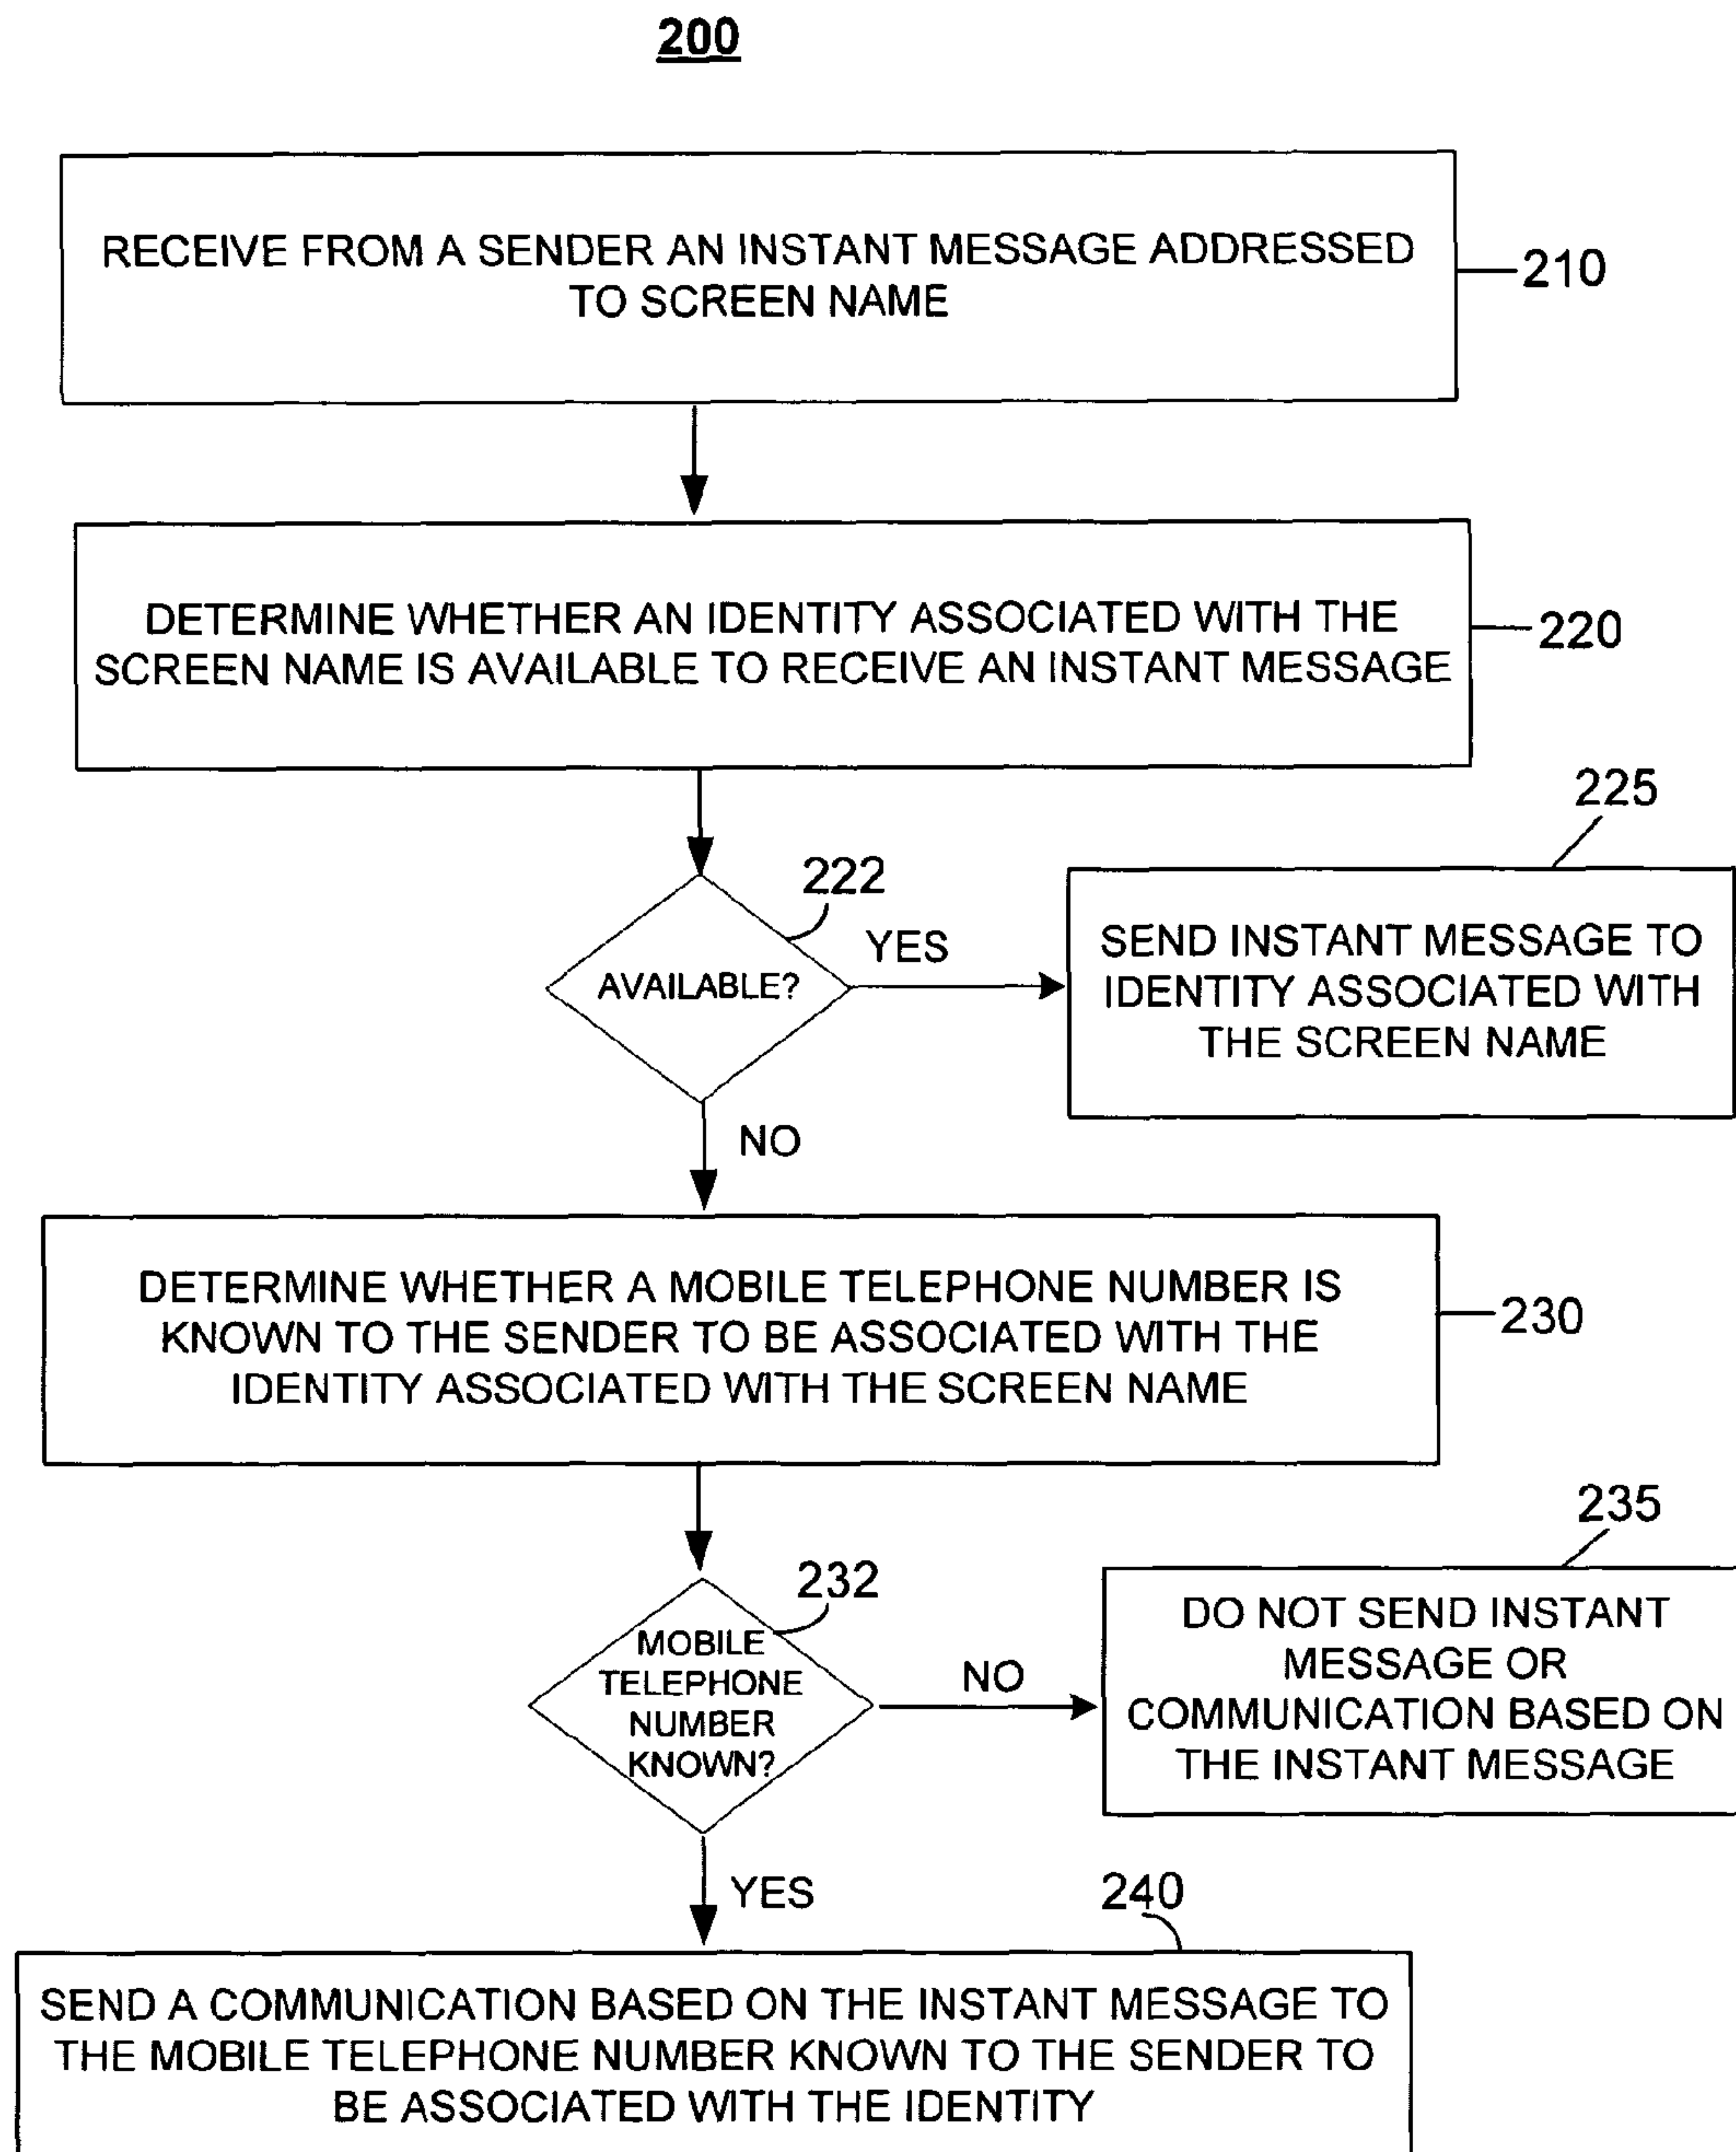 200
RECEIVE FROM A SENDER AN INSTANT MESSAGE ADDRESSED
TO SCREEN NAME
210
DETERMINE WHETHER AN IDENTITY ASSOCIATED WITH THE
SCREEN NAME IS AVAILABLE TO RECEIVE AN INSTANT MESSAGE
220
222
AVAILABLE?
YES
225
SEND INSTANT MESSAGE TO
IDENTITY ASSOCIATED WITH
THE SCREEN NAME
NO
DETERMINE WHETHER A MOBILE TELEPHONE NUMBER IS
KNOWN TO THE SENDER TO BE ASSOCIATED WITH THE
IDENTITY ASSOCIATED WITH THE SCREEN NAME
230
232
MOBILE
TELEPHONE
NUMBER
KNOWN?
NO
235
DO NOT SEND INSTANT
MESSAGE OR
COMMUNICATION BASED ON
THE INSTANT MESSAGE
YES
240
SEND A COMMUNICATION BASED ON THE INSTANT MESSAGE TO
THE MOBILE TELEPHONE NUMBER KNOWN TO THE SENDER TO
BE ASSOCIATED WITH THE IDENTITY